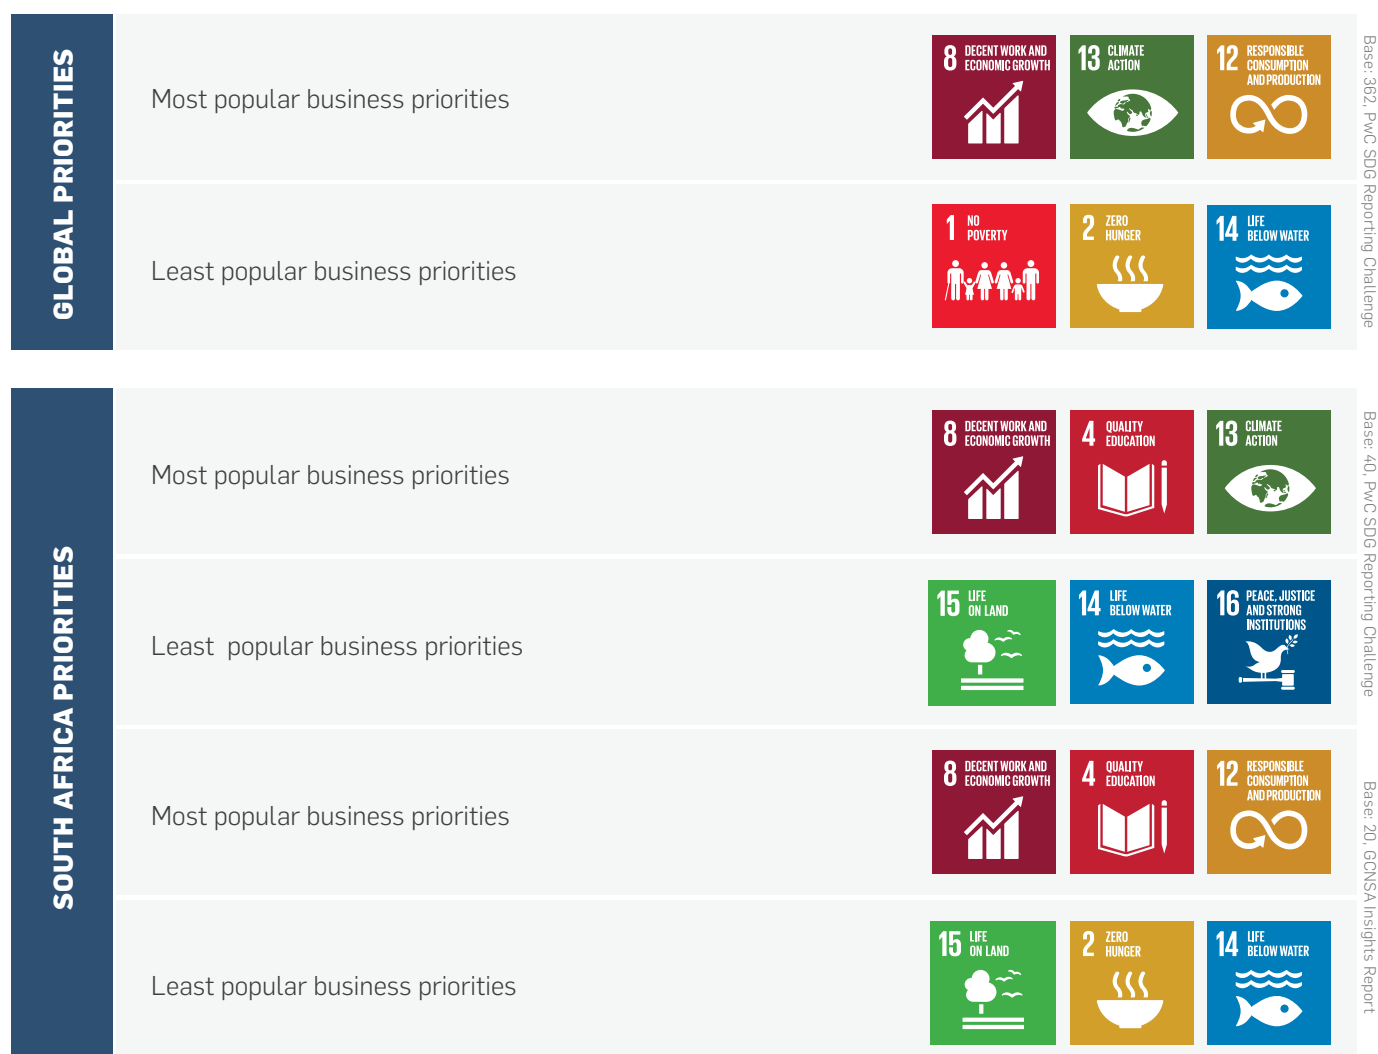 GLOBAL PRIORITIES
Most popular business priorities
8 DECENT WORK AND
ECONOMIC GROWTH
13 CLIMATE
ACTION
12 RESPONSIBLE
CONSUMPTION
AND PRODUCTION
Least popular business priorities
1 NO
POVERTY
2 ZERO
HUNGER
14 LIFE
BELOW WATER
Base: 362, PwC SDG Reporting Challenge
SOUTH AFRICA PRIORITIES
Most popular business priorities
8 DECENT WORK AND
ECONOMIC GROWTH
4 QUALITY
EDUCATION
13 CLIMATE
ACTION
Least popular business priorities
15 LIFE
ON LAND
14 LIFE
BELOW WATER
16 PEACE, JUSTICE
AND STRONG
INSTITUTIONS
Base: 40, PwC SDG Reporting Challenge
Most popular business priorities
8 DECENT WORK AND
ECONOMIC GROWTH
4 QUALITY
EDUCATION
12 RESPONSIBLE
CONSUMPTION
AND PRODUCTION
Least popular business priorities
15 LIFE
ON LAND
2 ZERO
HUNGER
14 LIFE
BELOW WATER
Base: 20, GCNSA Insights Report